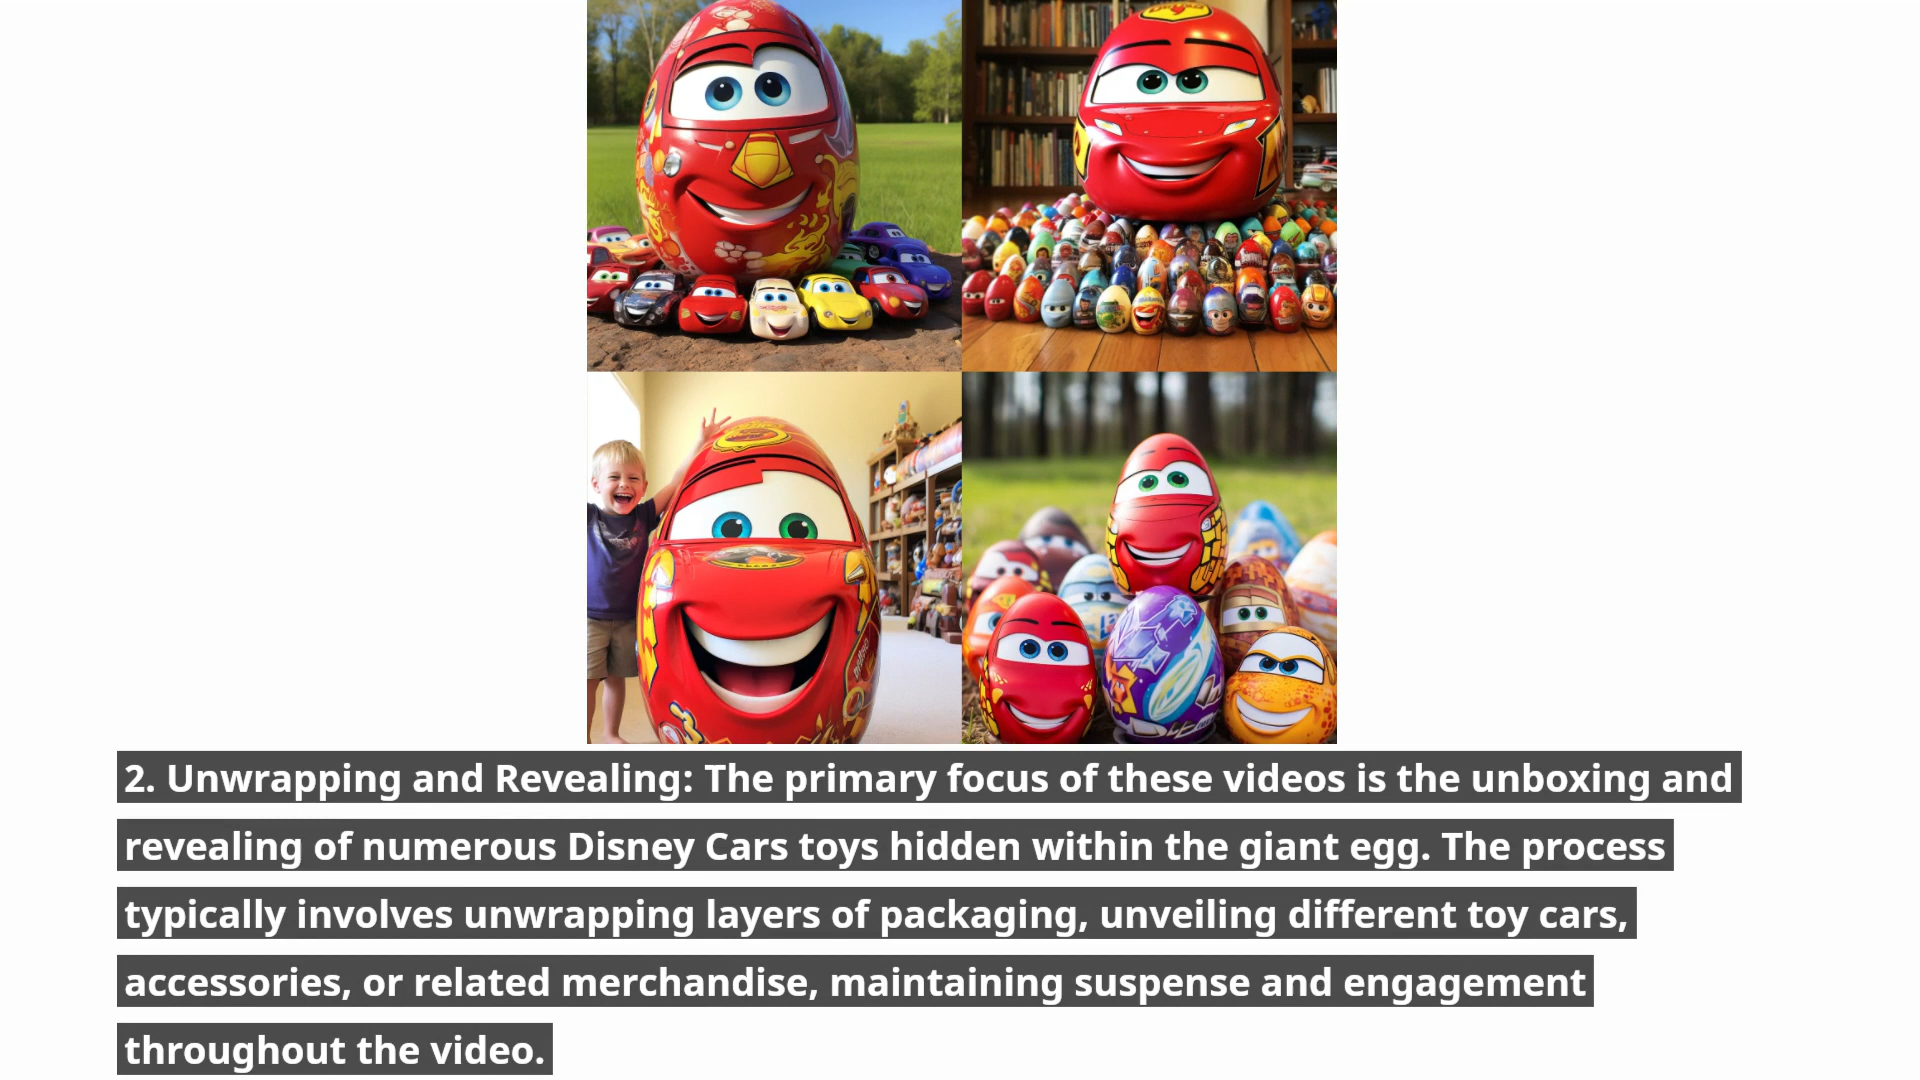 2. Unwrapping and Revealing: The primary focus of these videos is the unboxing and
revealing of numerous Disney Cars toys hidden within the giant egg. The process
typically involves unwrapping layers of packaging, unveiling different toy cars,
accessories, or related merchandise, maintaining suspense and engagement
throughout the video.